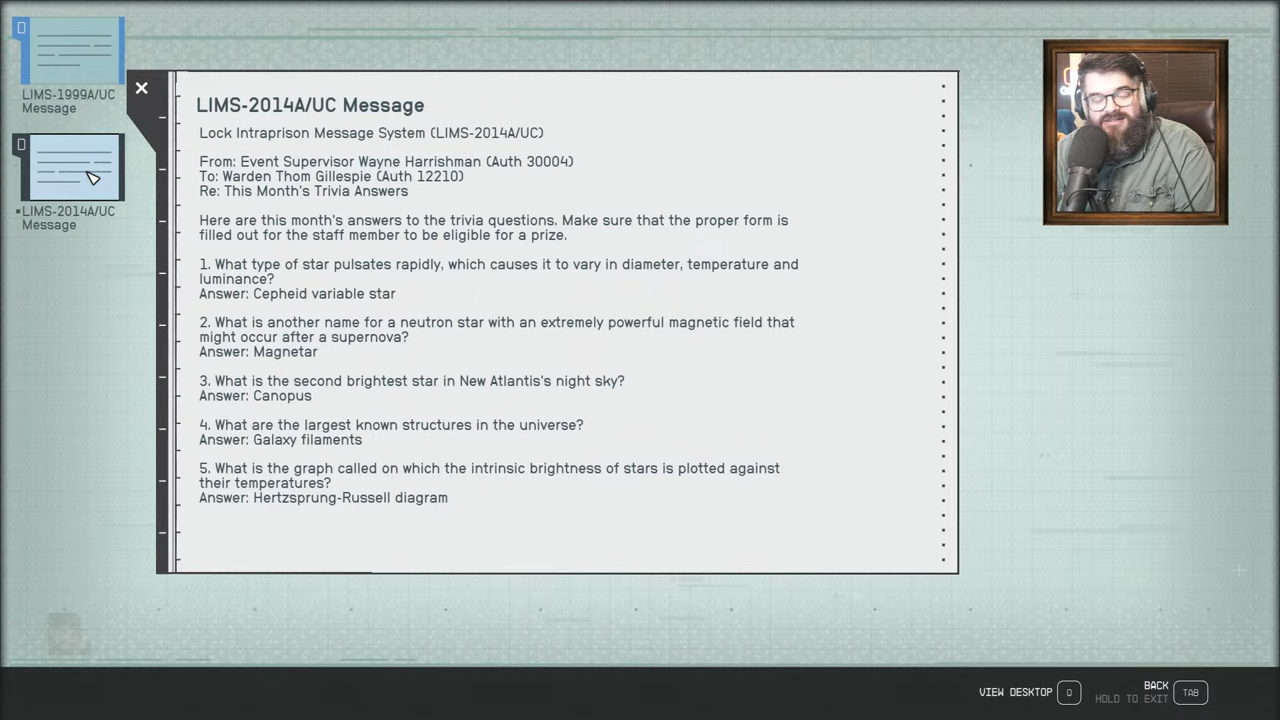 LIMS-1999A/UC
Message
LIMS-2014A/UC
Message
LIMS-2014A/UC Message
Lock Intraprison Message System (LIMS-2014A/UC)
From: Event Supervisor Wayne Harrishman (Auth 30004)
To: Warden Thom Gillespie (Auth 12210)
Re: This Month's Trivia Answers
Here are this month's answers to the trivia questions. Make sure that the proper form is
filled out for the staff member to be eligible for a prize.
1. What type of star pulsates rapidly, which causes it to vary in diameter, temperature and
luminance?
Answer: Cepheid variable star
2. What is another name for a neutron star with an extremely powerful magnetic field that
might occur after a supernova?
Answer: Magnetar
3. What is the second brightest star in New Atlantis's night sky?
Answer: Canopus
4. What are the largest known structures in the universe?
Answer: Galaxy filaments
5. What is the graph called on which the intrinsic brightness of stars is plotted against
their temperatures?
Answer: Hertzsprung-Russell diagram
VIEW DESKTOP Q
BACK
HOLD TO EXIT TAB